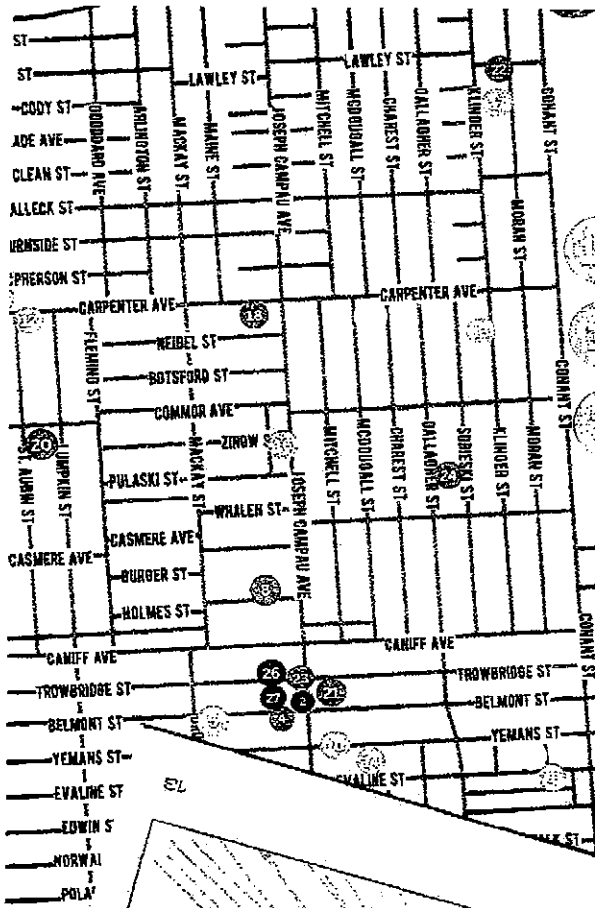 ST
ST
LAWLEY ST
LAWLEY ST
22
CODY ST
GODDARD AVE
ARLINGTON ST
MACKAY ST
MAINE ST
JOSEPH CAMPAU AVE
MITCHELL ST
MCDOUGALL ST
CHAREST ST
GALLAGHER ST
KLINGER ST
CONANT ST
ADE AVE
CLEAN ST
ALLECK ST
MORAN ST
URNSIDE ST
PHERSON ST
CARPENTER AVE
CARPENTER AVE
18
FLEMING ST
NEIBEL ST
BOTSFORD ST
CONANT ST
COMMOR AVE
20
ST. AUBIN ST
UMPKIN ST
MACKAY ST
ZINOW S
MITCHELL ST
MCDOUGALL ST
CHAREST ST
GALLAGHER ST
SOBIESKI ST
KLINGER ST
MORAN ST
PULASKI ST
JOSEPH CAMPAU AVE
WHALEN ST
CASMERE AVE
CASMERE AVE
BURGER ST
HOLMES ST
CANIFF AVE
CANIFF AVE
CONANT ST
26
23
TROWBRIDGE ST
TROWBRIDGE ST
21
27
2
BELMONT ST
BELMONT ST
YEMANS ST
YEMANS ST
EVALINE ST
EVALINE ST
EDWIN S
NORWAL
POLA